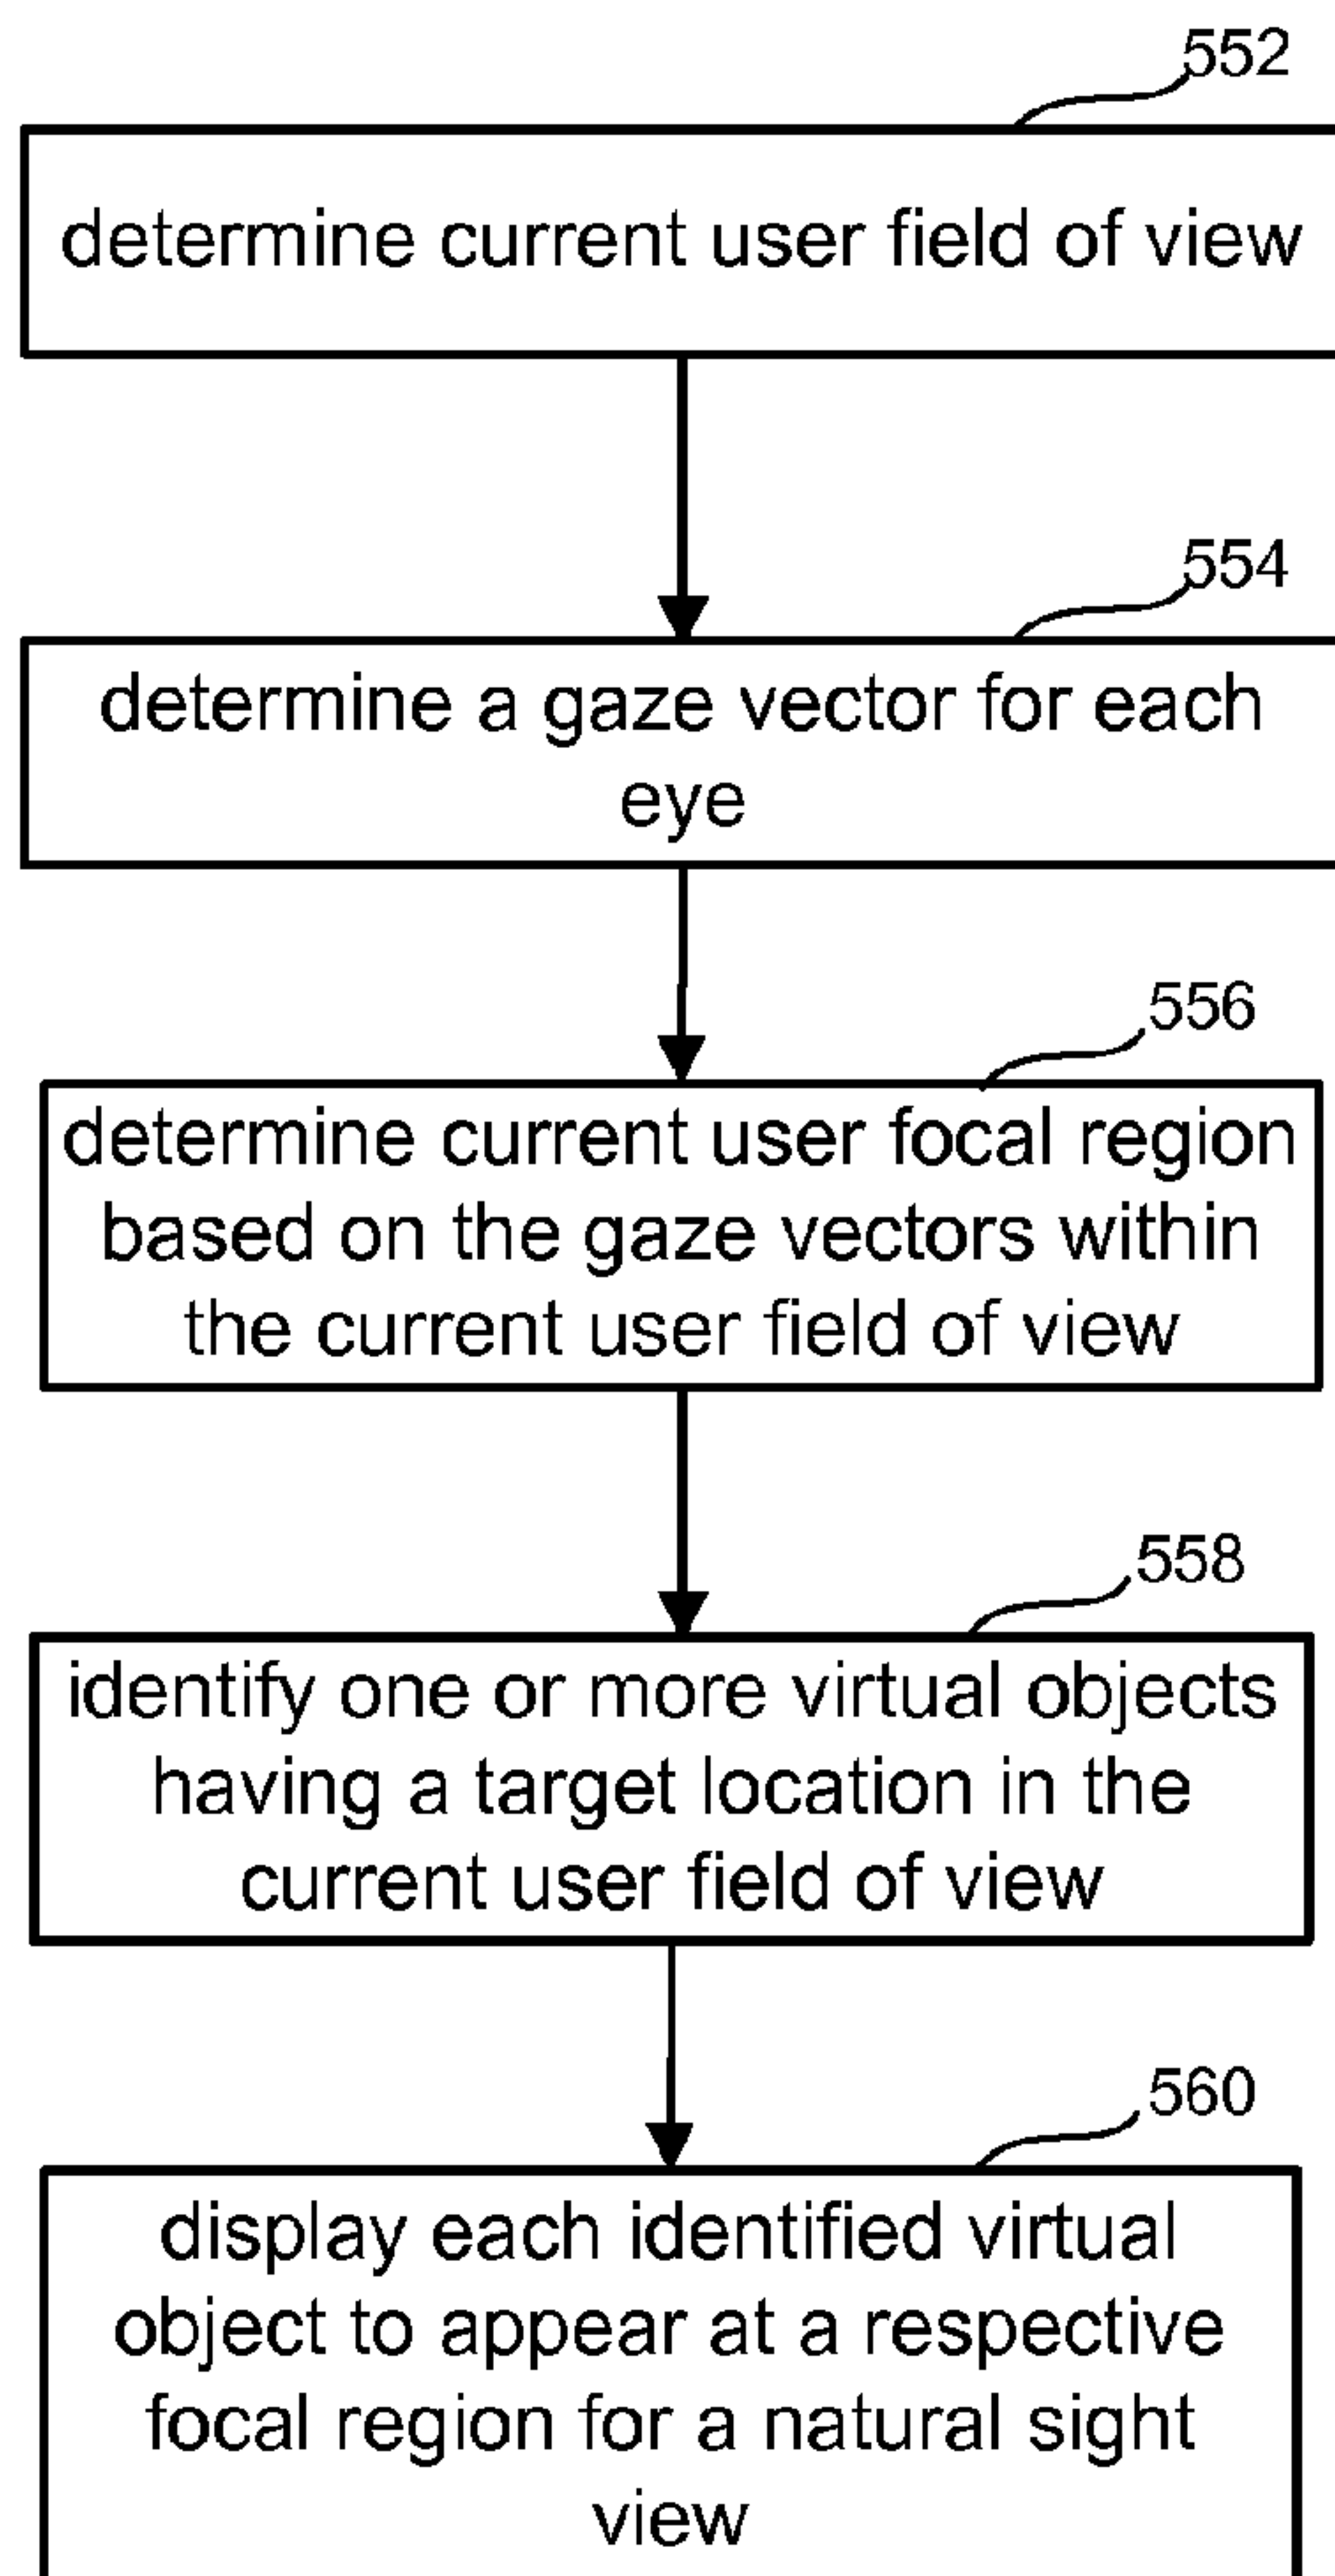 552
determine current user field of view
554
determine a gaze vector for each
eye
556
determine current user focal region
based on the gaze vectors within
the current user field of view
558
identify one or more virtual objects
having a target location in the
current user field of view
560
display each identified virtual
object to appear at a respective
focal region for a natural sight
view